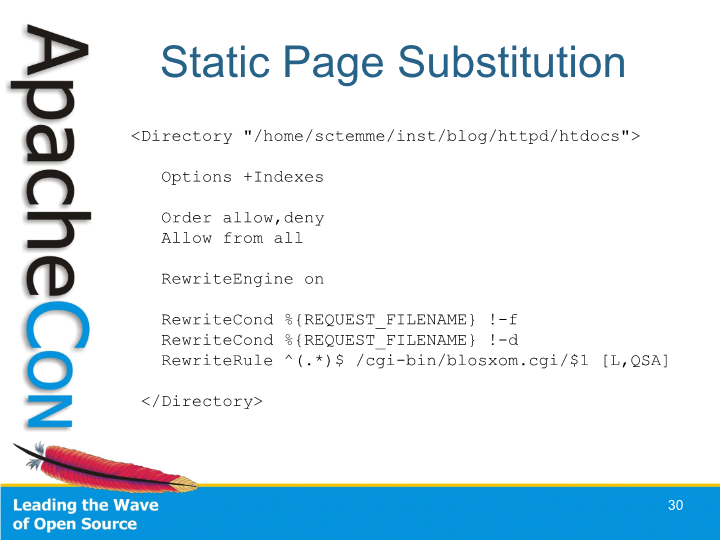 ApacheCon
Static Page Substitution
<Directory "/home/sctemme/inst/blog/httpd/htdocs">
Options +Indexes
Order allow,deny
Allow from all
RewriteEngine on
RewriteCond %{REQUEST_FILENAME} !-f
RewriteCond %{REQUEST_FILENAME} !-d
RewriteRule ^(.*)$ /cgi-bin/blosxom.cgi/$1 [L,QSA]
</Directory>
Leading the Wave
of Open Source
30